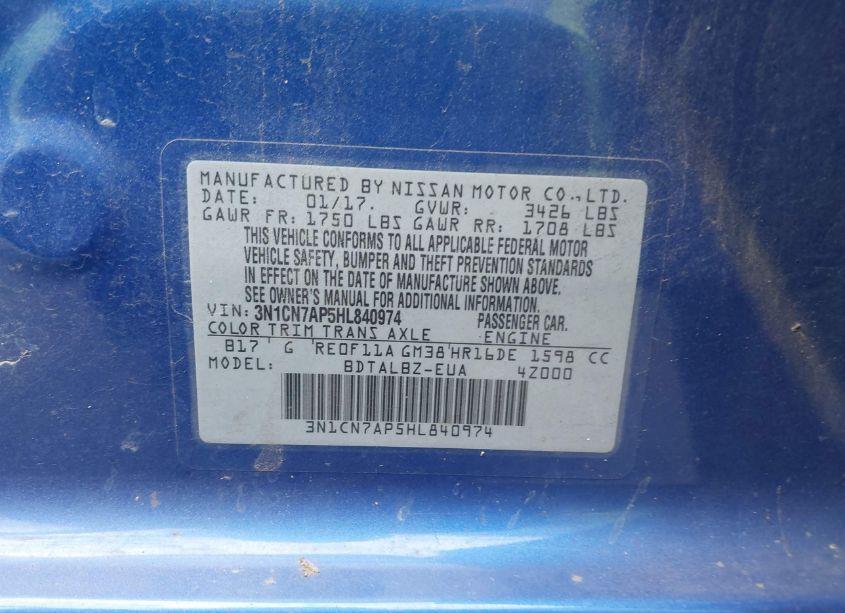 MANUFACTURED BY NISSAN MOTOR CO., LTD.
DATE: 01/17. GVWR: 3426 LBS
GAWR FR: 1750 LBS GAWR RR: 1708 LBS
THIS VEHICLE CONFORMS TO ALL APPLICABLE FEDERAL MOTOR
VEHICLE SAFETY, BUMPER AND THEFT PREVENTION STANDARDS
IN EFFECT ON THE DATE OF MANUFACTURE SHOWN ABOVE.
SEE OWNER'S MANUAL FOR ADDITIONAL INFORMATION.
VIN: 3N1CN7AP5HL840974 PASSENGER CAR.
COLOR TRIM TRANS AXLE ENGINE
B17 G RE0F11A GM38 HR16DE 1598 CC
MODEL: BDTALBZ-EUA 4Z000
3N1CN7AP5HL840974